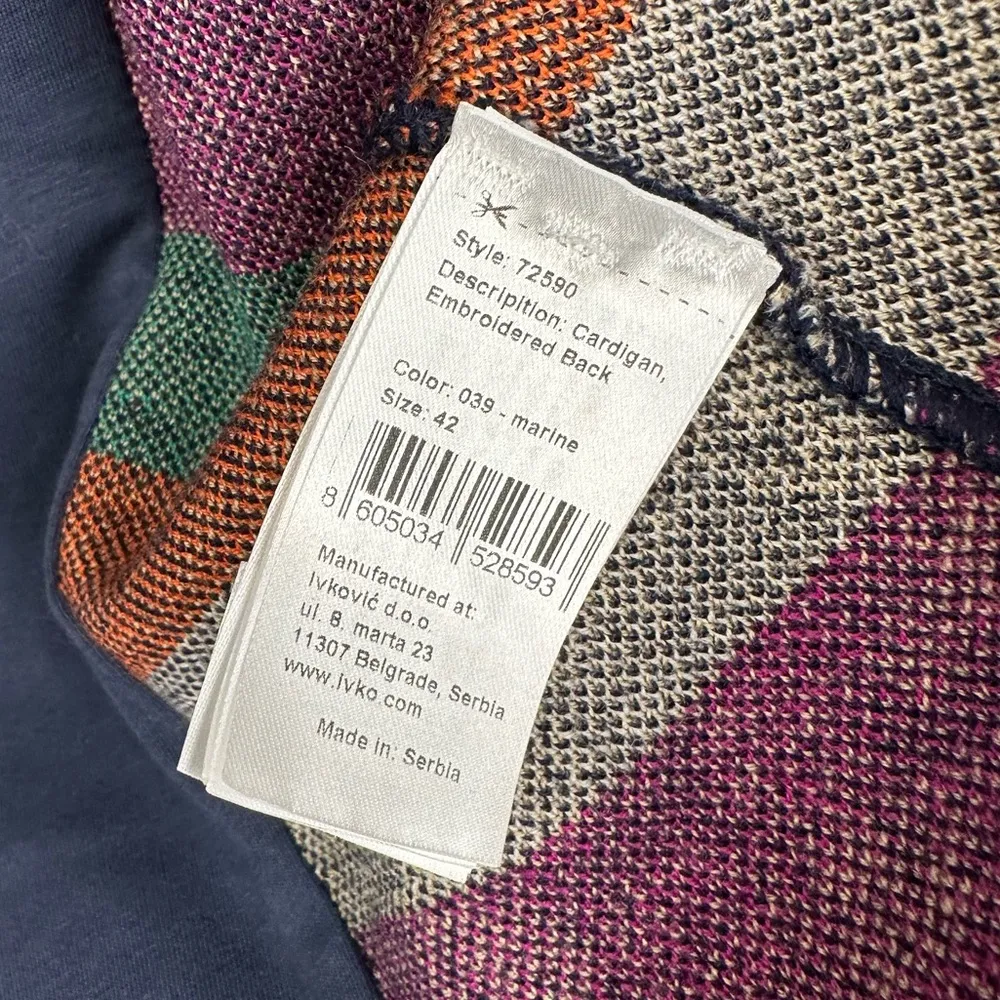 Style: 72590
Descripition: Cardigan,
Embroidered Back
Color: 039 - marine
Size: 42
8 605034 528593
Manufactured at:
Ivković d.o.o
ul. 8. marta 23
11307 Belgrade, Serbia
www.ivko.com
Made in: Serbia